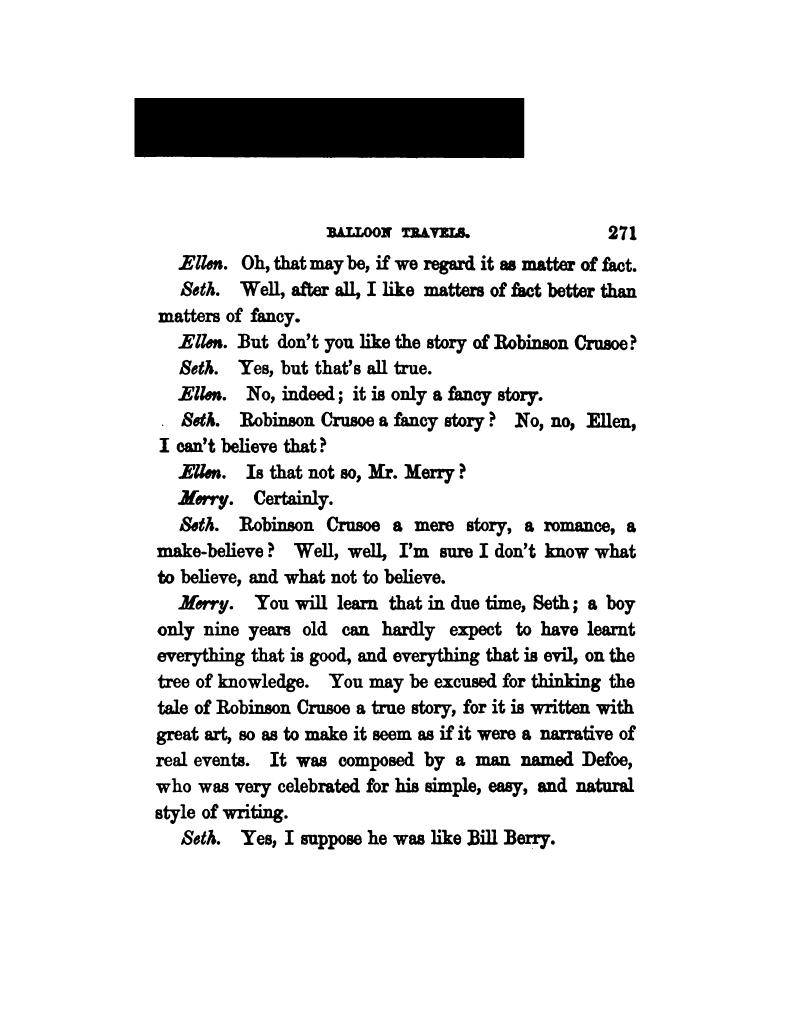 BALLOON TRAVELS. 271
Ellen. Oh, that may be, if we regard it as matter of fact.
Seth. Well, after all, I like matters of fact better than
matters of fancy.
Ellen. But don't you like the story of Robinson Crusoe?
Seth. Yes, but that's all true.
Ellen. No, indeed; it is only a fancy story.
Seth. Robinson Crusoe a fancy story? No, no, Ellen,
I can't believe that?
Ellen. Is that not so, Mr. Merry?
Merry. Certainly.
Seth. Robinson Crusoe a mere story, a romance, a
make-believe? Well, well, I'm sure I don't know what
to believe, and what not to believe.
Merry. You will learn that in due time, Seth; a boy
only nine years old can hardly expect to have learnt
everything that is good, and everything that is evil, on the
tree of knowledge. You may be excused for thinking the
tale of Robinson Crusoe a true story, for it is written with
great art, so as to make it seem as if it were a narrative of
real events. It was composed by a man named Defoe,
who was very celebrated for his simple, easy, and natural
style of writing.
Seth. Yes, I suppose he was like Bill Berry.